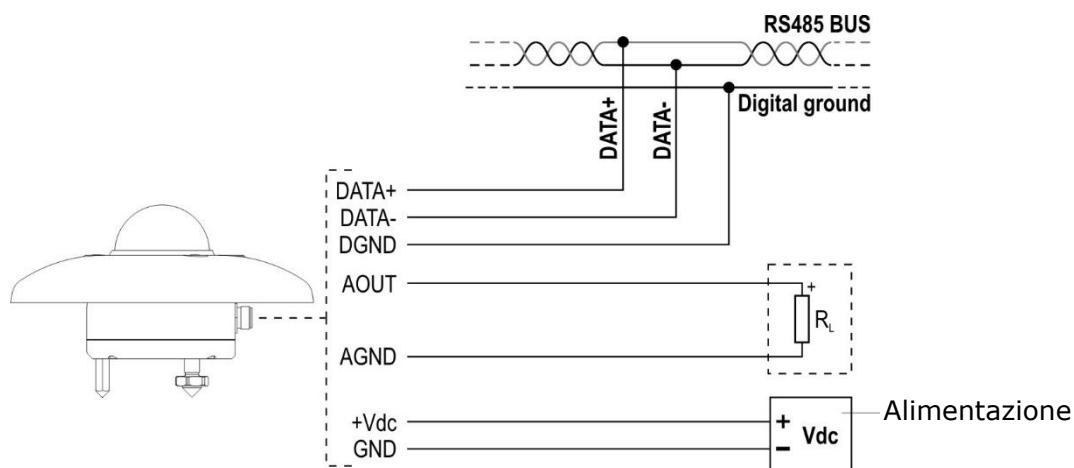 RS485 BUS
Digital ground
DATA+
DATA-
DATA+
DATA-
DGND
AOUT
+
RL
AGND
+Vdc
GND
+
Vdc
-
Alimentazione